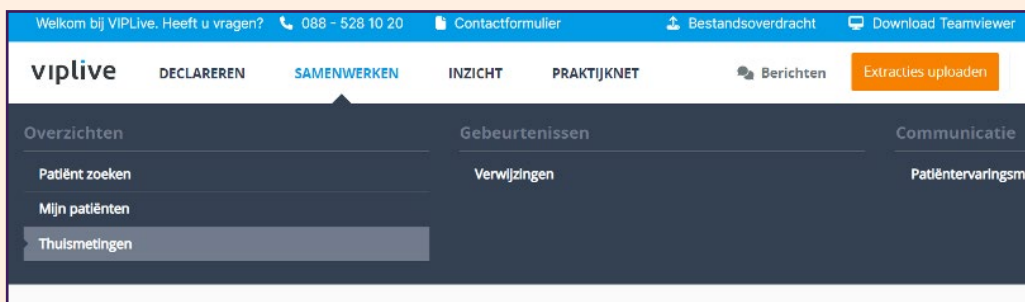 Welkom bij VIPLive. Heeft u vragen? 088 - 528 10 20 Contactformulier Bestandsoverdracht Download Teamviewer
viplive DECLAREREN SAMENWERKEN INZICHT PRAKTIJKNET Berichten Extracties uploaden
Overzichten Gebeurtenissen Communicatie
Patiënt zoeken Verwijzingen Patiëntervaringsm
Mijn patiënten
Thuismetingen